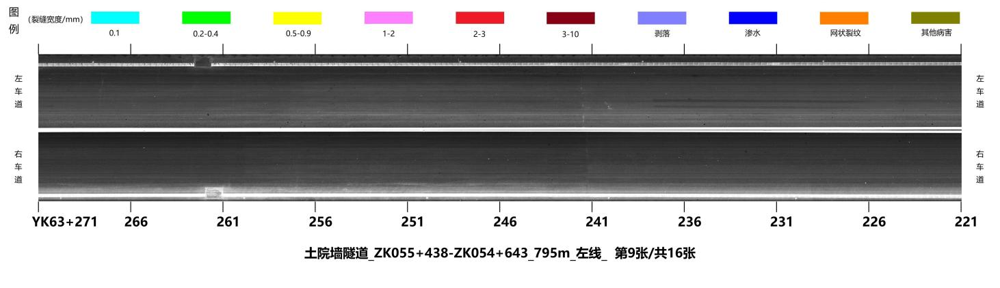 图例 (裂缝宽度/mm)
0.1 0.2-0.4 0.5-0.9 1-2 2-3 3-10 剥落 渗水 网状裂纹 其他病害
左车道 左车道
右车道 右车道
YK63+271 266 261 256 251 246 241 236 231 226 221
土院墙隧道_ZK055+438-ZK054+643_795m_左线_ 第9张/共16张